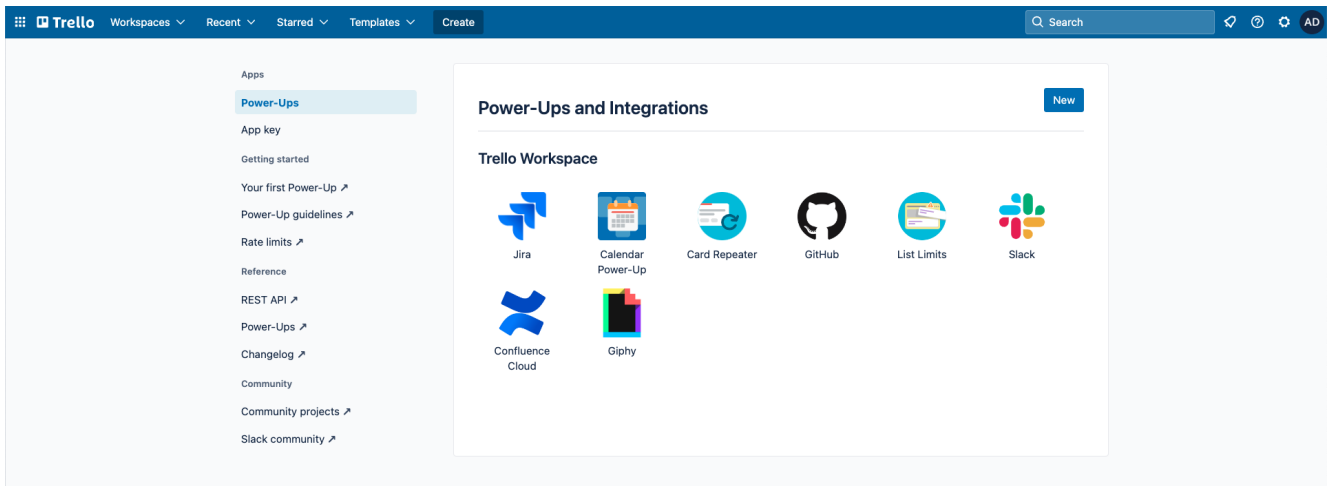 Trello Workspaces Recent Starred Templates Create Search AD
Apps
Power-Ups
App key
Getting started
Your first Power-Up ↗
Power-Up guidelines ↗
Rate limits ↗
Reference
REST API ↗
Power-Ups ↗
Changelog ↗
Community
Community projects ↗
Slack community ↗
Power-Ups and Integrations New
Trello Workspace
Jira Calendar Card Repeater GitHub List Limits Slack
Power-Up
Confluence Giphy
Cloud